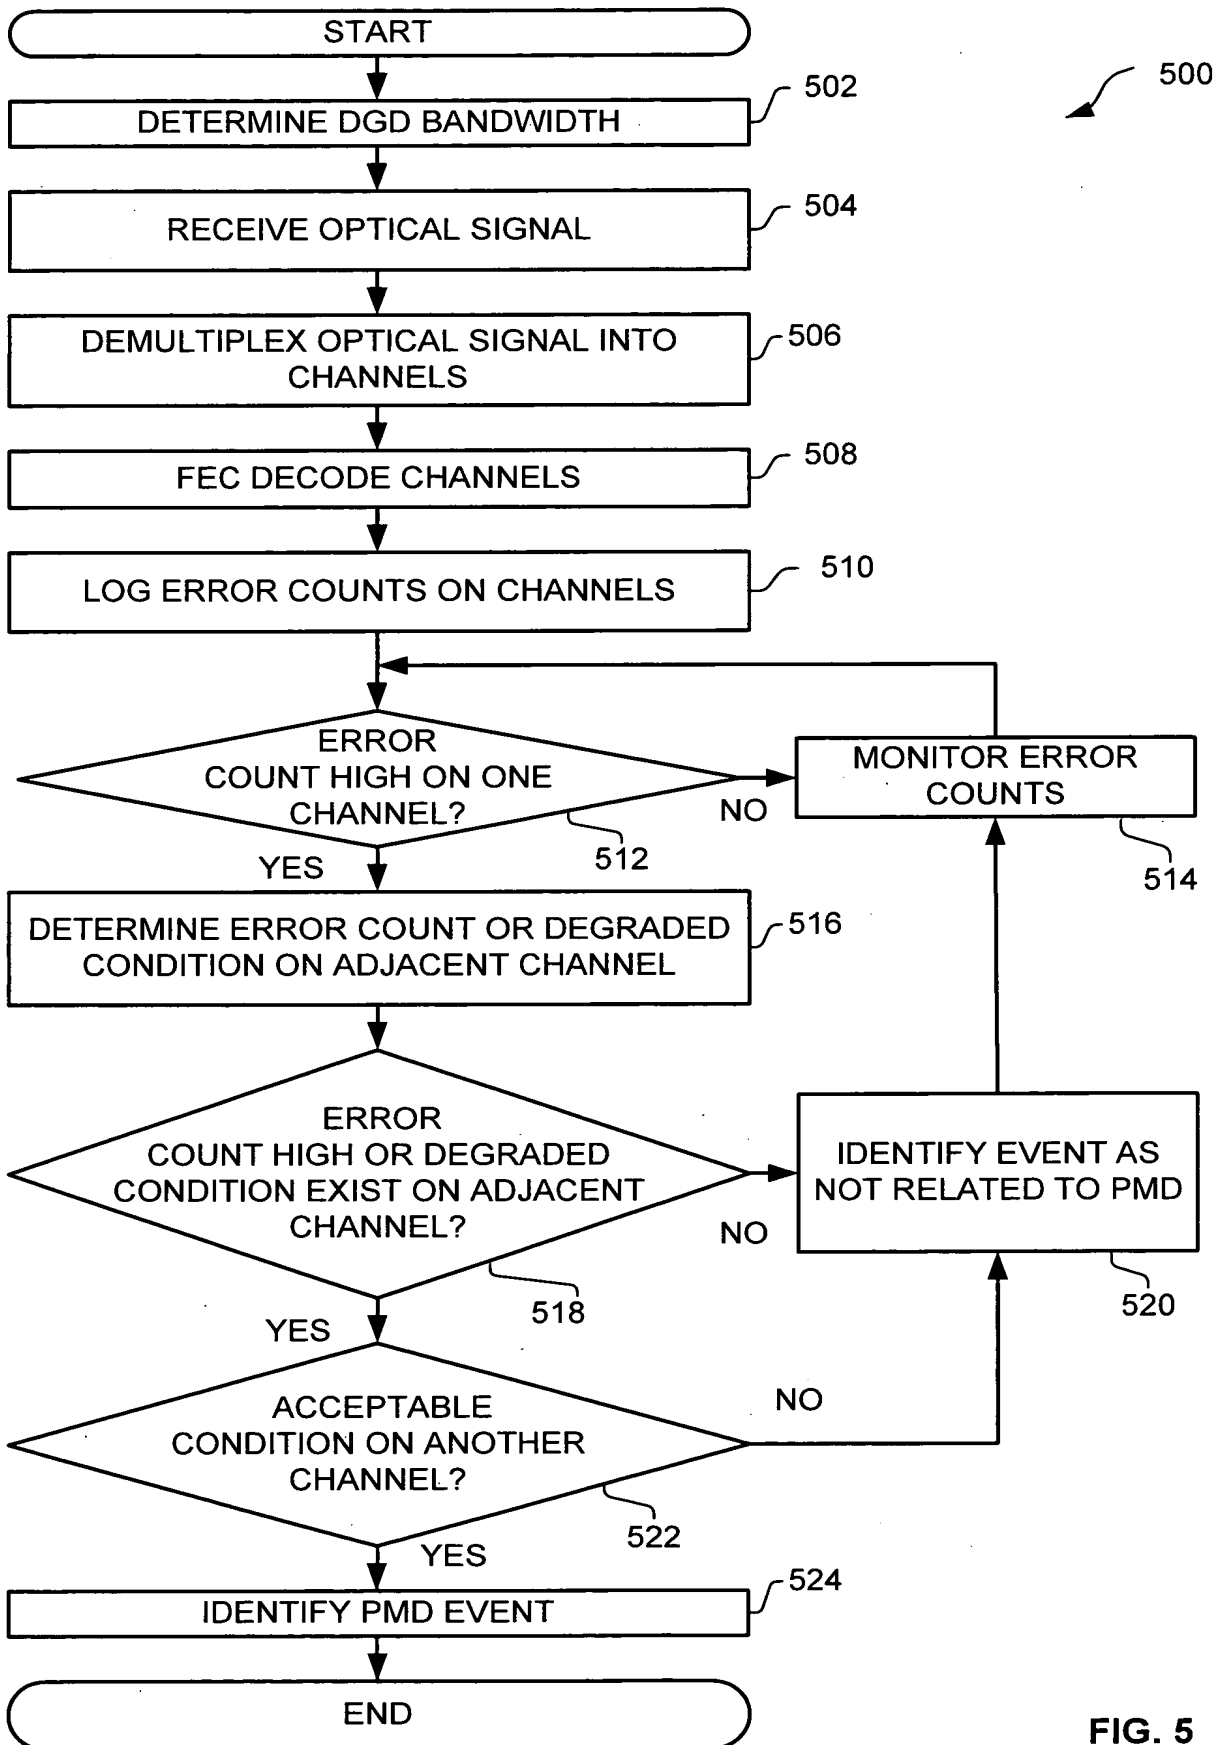 START
500
502
DETERMINE DGD BANDWIDTH
504
RECEIVE OPTICAL SIGNAL
506
DEMULTIPLEX OPTICAL SIGNAL INTO
CHANNELS
508
FEC DECODE CHANNELS
510
LOG ERROR COUNTS ON CHANNELS
ERROR
COUNT HIGH ON ONE
CHANNEL?
512
NO
MONITOR ERROR
COUNTS
514
YES
516
DETERMINE ERROR COUNT OR DEGRADED
CONDITION ON ADJACENT CHANNEL
ERROR
COUNT HIGH OR DEGRADED
CONDITION EXIST ON ADJACENT
CHANNEL?
518
NO
IDENTIFY EVENT AS
NOT RELATED TO PMD
520
YES
ACCEPTABLE
CONDITION ON ANOTHER
CHANNEL?
522
NO
YES
524
IDENTIFY PMD EVENT
END
FIG. 5